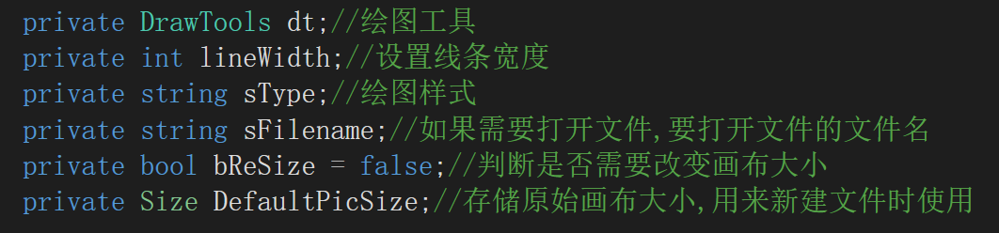 private DrawTools dt;//绘图工具
private int lineWidth;//设置线条宽度
private string sType;//绘图样式
private string sFilename;//如果需要打开文件,要打开文件的文件名
private bool bReSize = false;//判断是否需要改变画布大小
private Size DefaultPicSize;//存储原始画布大小,用来新建文件时使用